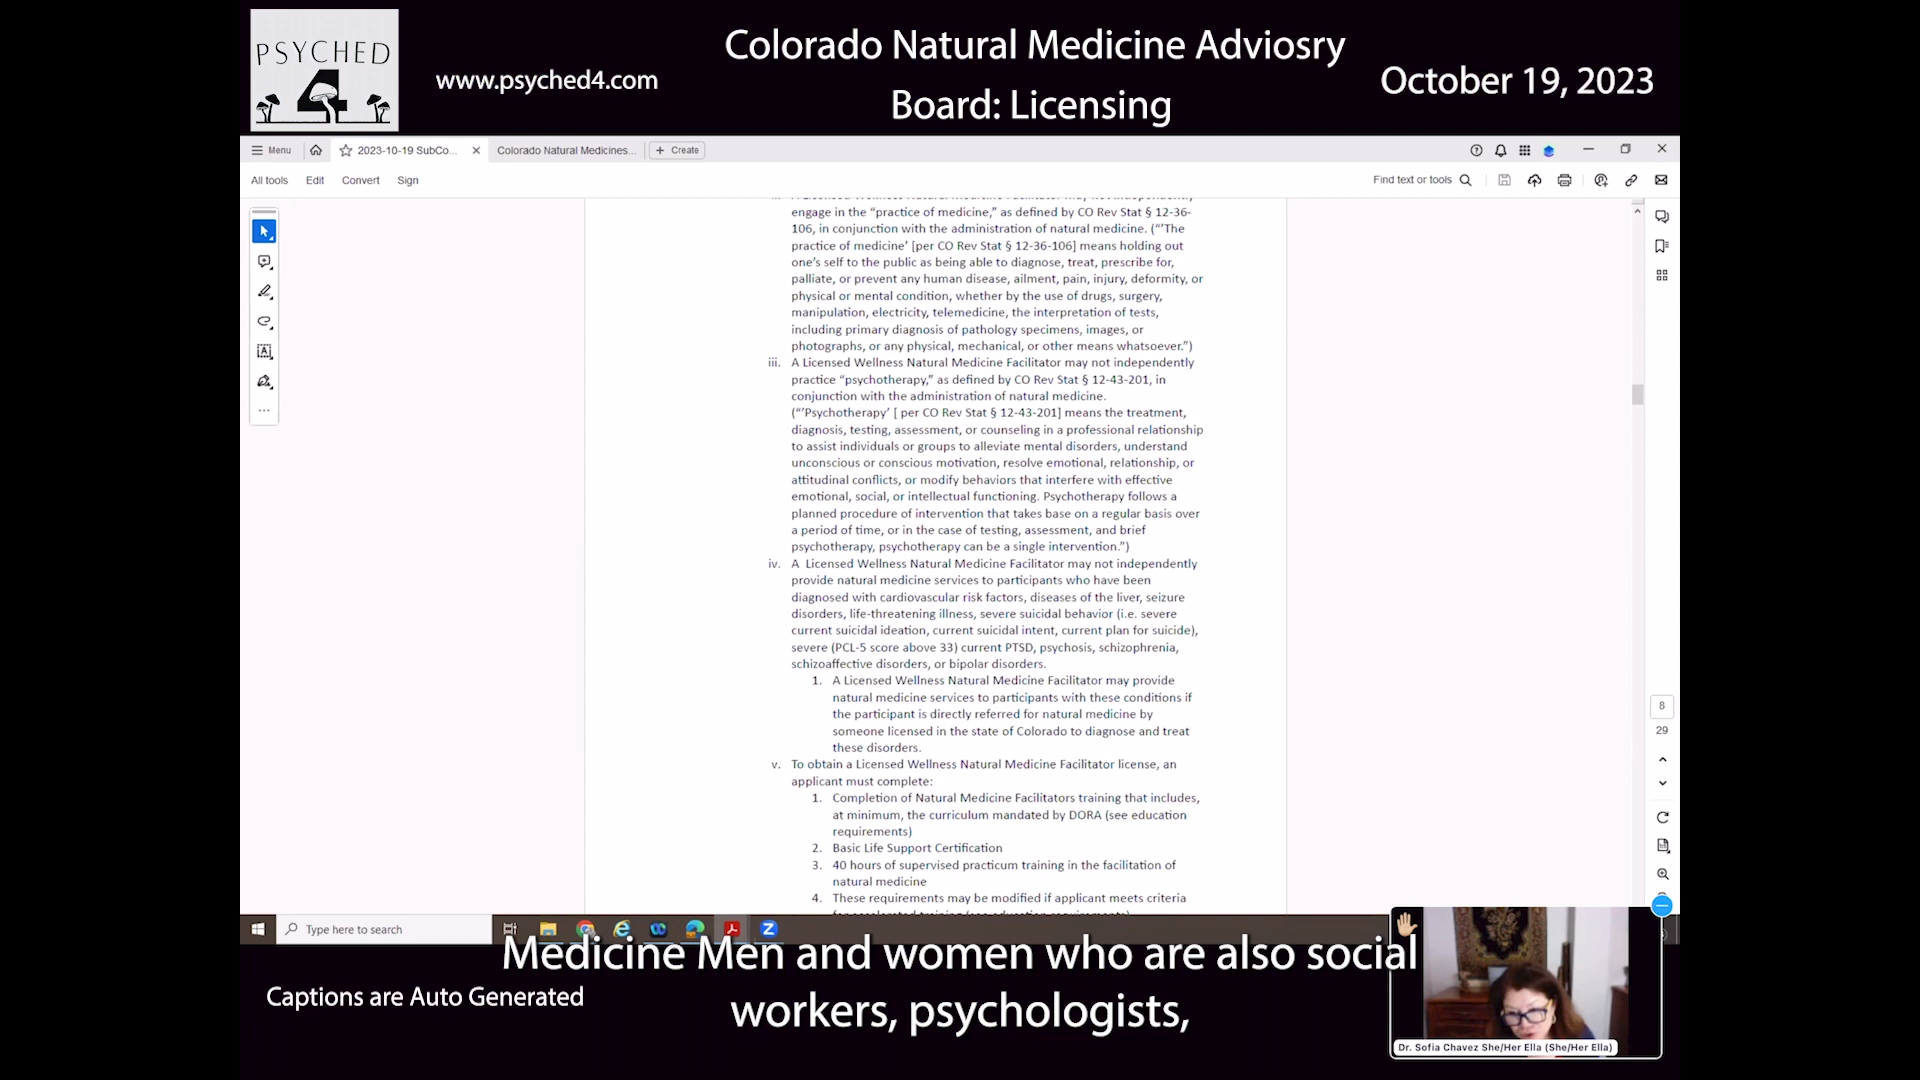 PSYCHED
4
www.psyched4.com
Colorado Natural Medicine Adviosry
Board: Licensing
October 19, 2023
Menu
2023-10-19 SubCo...
Colorado Natural Medicines...
+ Create
All tools
Edit
Convert
Sign
Find text or tools
engage in the “practice of medicine,” as defined by CO Rev Stat § 12-36-
106, in conjunction with the administration of natural medicine. (“‘The
practice of medicine’ [per CO Rev Stat § 12-36-106] means holding out
one’s self to the public as being able to diagnose, treat, prescribe for,
palliate, or prevent any human disease, ailment, pain, injury, deformity, or
physical or mental condition, whether by the use of drugs, surgery,
manipulation, electricity, telemedicine, the interpretation of tests,
including primary diagnosis of pathology specimens, images, or
photographs, or any physical, mechanical, or other means whatsoever.”)
iii. A Licensed Wellness Natural Medicine Facilitator may not independently
practice “psychotherapy,” as defined by CO Rev Stat § 12-43-201, in
conjunction with the administration of natural medicine.
(“‘Psychotherapy’ [ per CO Rev Stat § 12-43-201] means the treatment,
diagnosis, testing, assessment, or counseling in a professional relationship
to assist individuals or groups to alleviate mental disorders, understand
unconscious or conscious motivation, resolve emotional, relationship, or
attitudinal conflicts, or modify behaviors that interfere with effective
emotional, social, or intellectual functioning. Psychotherapy follows a
planned procedure of intervention that takes base on a regular basis over
a period of time, or in the case of testing, assessment, and brief
psychotherapy, psychotherapy can be a single intervention.”)
iv. A Licensed Wellness Natural Medicine Facilitator may not independently
provide natural medicine services to participants who have been
diagnosed with cardiovascular risk factors, diseases of the liver, seizure
disorders, life-threatening illness, severe suicidal behavior (i.e. severe
current suicidal ideation, current suicidal intent, current plan for suicide),
severe (PCL-5 score above 33) current PTSD, psychosis, schizophrenia,
schizoaffective disorders, or bipolar disorders.
1. A Licensed Wellness Natural Medicine Facilitator may provide
natural medicine services to participants with these conditions if
the participant is directly referred for natural medicine by
someone licensed in the state of Colorado to diagnose and treat
these disorders.
v. To obtain a Licensed Wellness Natural Medicine Facilitator license, an
applicant must complete:
1. Completion of Natural Medicine Facilitators training that includes,
at minimum, the curriculum mandated by DORA (see education
requirements)
2. Basic Life Support Certification
3. 40 hours of supervised practicum training in the facilitation of
natural medicine
4. These requirements may be modified if applicant meets criteria
8
29
Type here to search
Medicine Men and women who are also social
workers, psychologists,
Captions are Auto Generated
Dr. Sofia Chavez She/Her Ella (She/Her Ella)